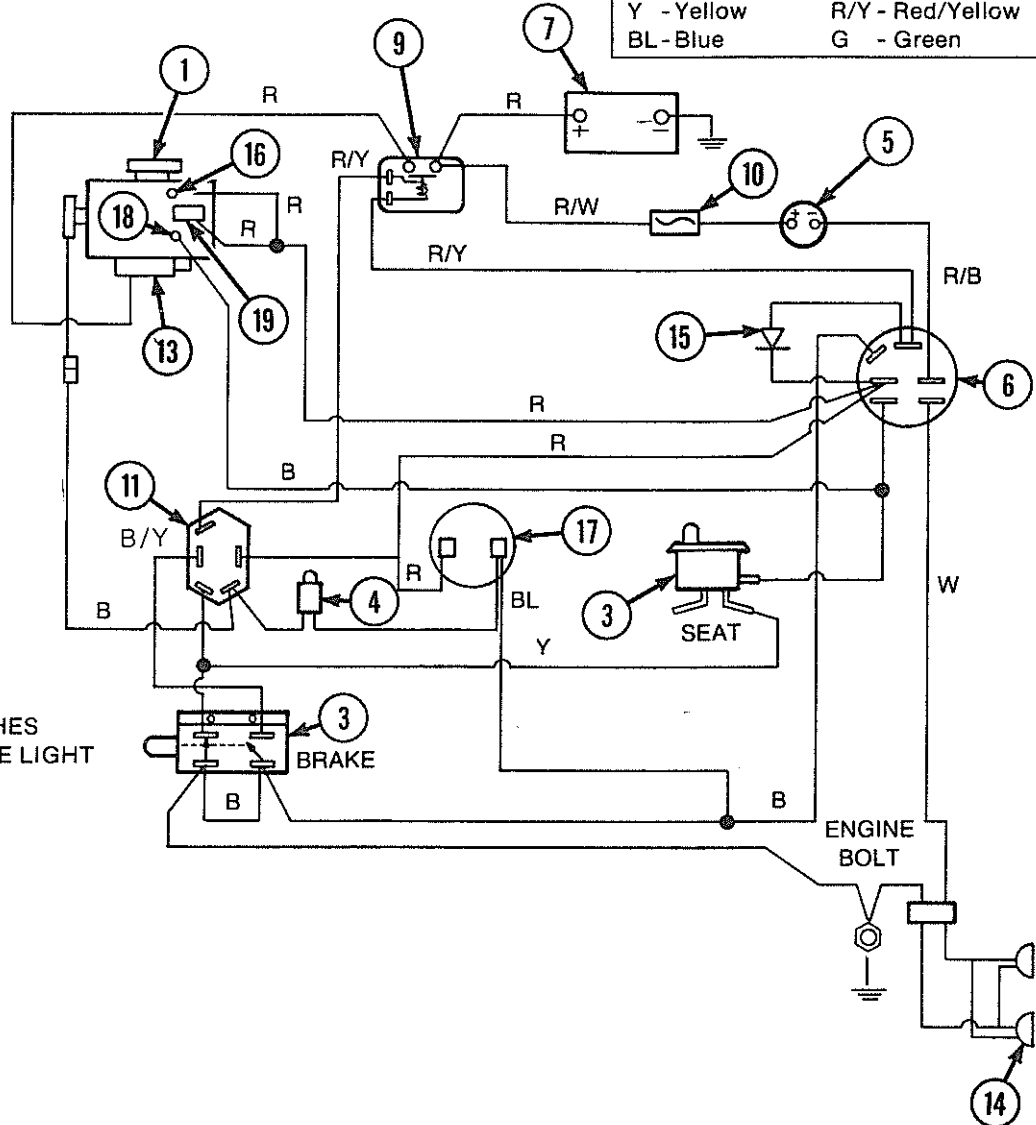 Y - Yellow R/Y - Red/Yellow
BL - Blue G - Green
7
9
1
R
R
+ -
16
R/Y
5
10
R
18
R
R/W
+ -
R/Y
R/B
19
13
15
6
R
R
11
B
B/Y
17
R
4
BL
3
W
B
SEAT
Y
HES
E LIGHT
3
BRAKE
B
B
ENGINE
BOLT
14